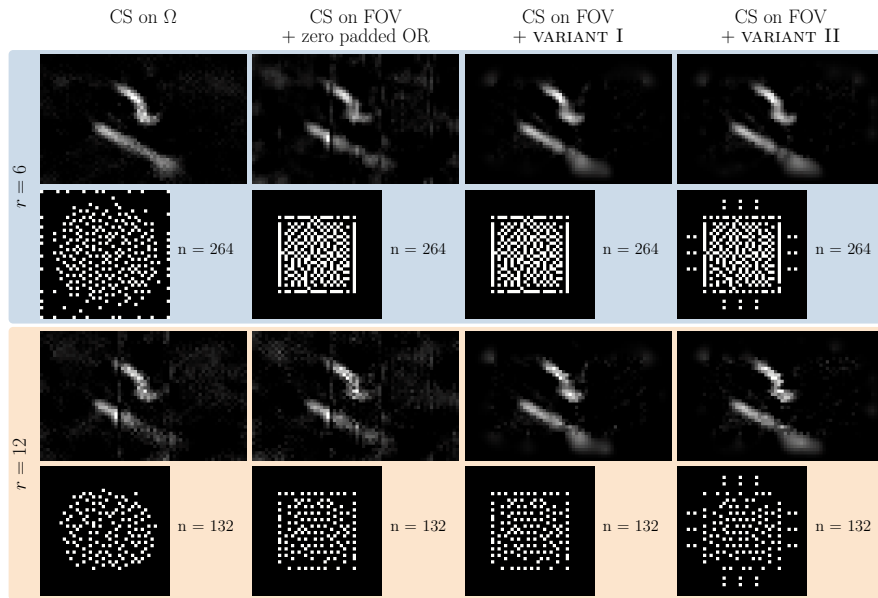 CS on Ω
CS on FOV
+ zero padded OR
CS on FOV
+ VARIANT I
CS on FOV
+ VARIANT II
r = 6
n = 264
n = 264
n = 264
n = 264
r = 12
n = 132
n = 132
n = 132
n = 132